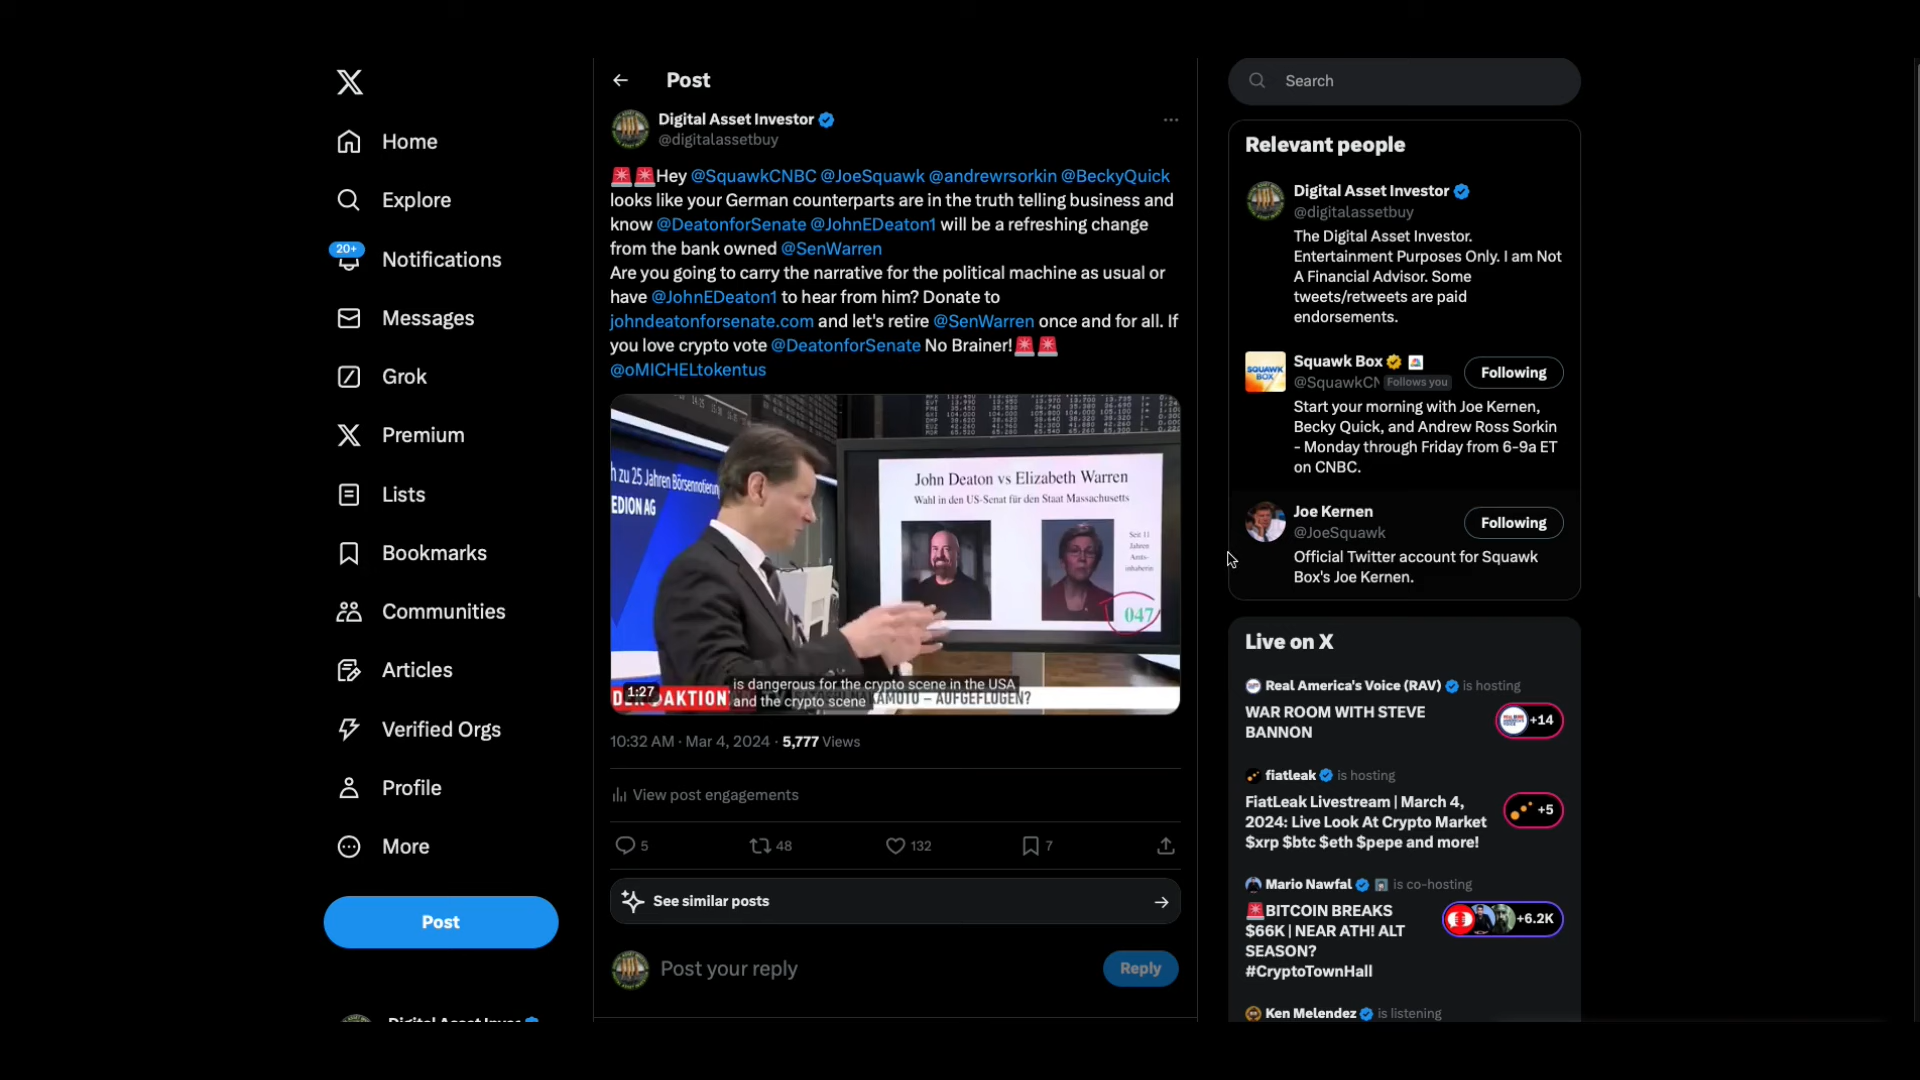 Home
Explore
20+
Notifications
Messages
Grok
Premium
Lists
Bookmarks
Communities
Articles
Verified Orgs
Profile
More
Post
Post
Digital Asset Investor
@digitalassetbuy
🚨🚨Hey @SquawkCNBC @JoeSquawk @andrewrsorkin @BeckyQuick
looks like your German counterparts are in the truth telling business and
know @DeatonforSenate @JohnEDeaton1 will be a refreshing change
from the bank owned @SenWarren
Are you going to carry the narrative for the political machine as usual or
have @JohnEDeaton1 to hear from him? Donate to
johndeatonforsenate.com and let's retire @SenWarren once and for all. If
you love crypto vote @DeatonforSenate No Brainer!🚨🚨
@oMICHELtokentus
h zu 25 Jahren Börsennotierung
EDION AG
John Deaton vs Elizabeth Warren
Wahl in den US-Senat für den Staat Massachusetts
Seit 11
Jahren
Amts-
inhaberin
047
is dangerous for the crypto scene in the USA
and the crypto scene
1:27
AKTION
AKAMOTO – AUFGEFLOGEN?
10:32 AM · Mar 4, 2024 · 5,777 Views
View post engagements
5
48
132
7
See similar posts
Post your reply
Reply
Search
Relevant people
Digital Asset Investor
@digitalassetbuy
The Digital Asset Investor.
Entertainment Purposes Only. I am Not
A Financial Advisor. Some
tweets/retweets are paid
endorsements.
SQUAWK
BOX
Squawk Box
@SquawkCN Follows you
Following
Start your morning with Joe Kernen,
Becky Quick, and Andrew Ross Sorkin
- Monday through Friday from 6-9a ET
on CNBC.
Joe Kernen
@JoeSquawk
Following
Official Twitter account for Squawk
Box's Joe Kernen.
Live on X
Real America's Voice (RAV) is hosting
WAR ROOM WITH STEVE
BANNON
+14
fiatleak is hosting
FiatLeak Livestream | March 4,
2024: Live Look At Crypto Market
$xrp $btc $eth $pepe and more!
+5
Mario Nawfal is co-hosting
🚨BITCOIN BREAKS
$66K | NEAR ATH! ALT
SEASON?
#CryptoTownHall
+6.2K
Ken Melendez is listening